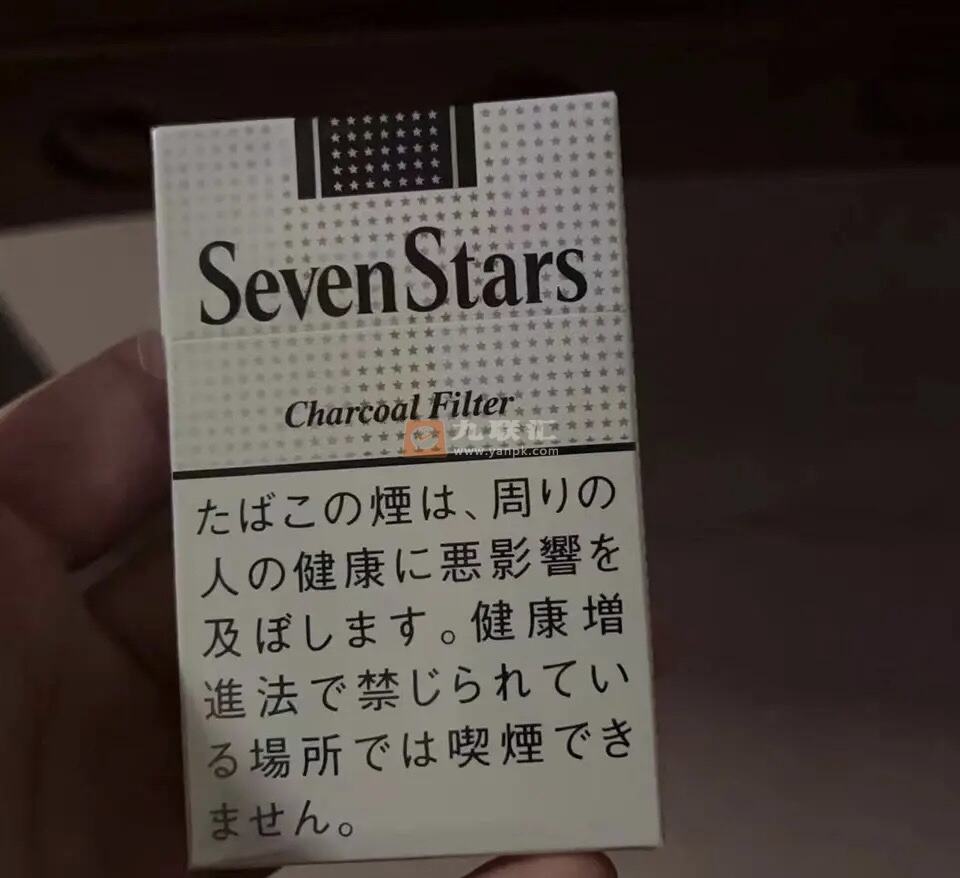 Seven Stars
Charcoal Filter
九联汇
www.yanpk.com
たばこの煙は、周りの
人の健康に悪影響を
及ぼします。健康増
進法で禁じられてい
る場所では喫煙でき
ません。